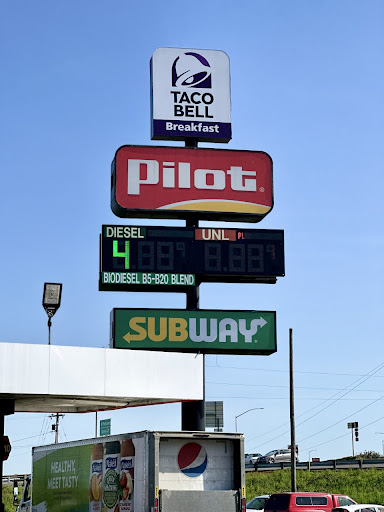 TACO
BELL
Breakfast
Pilot
DIESEL UNL
4
BIODIESEL B5-B20 BLEND
SUBWAY
HEALTHY,
MEET TASTY